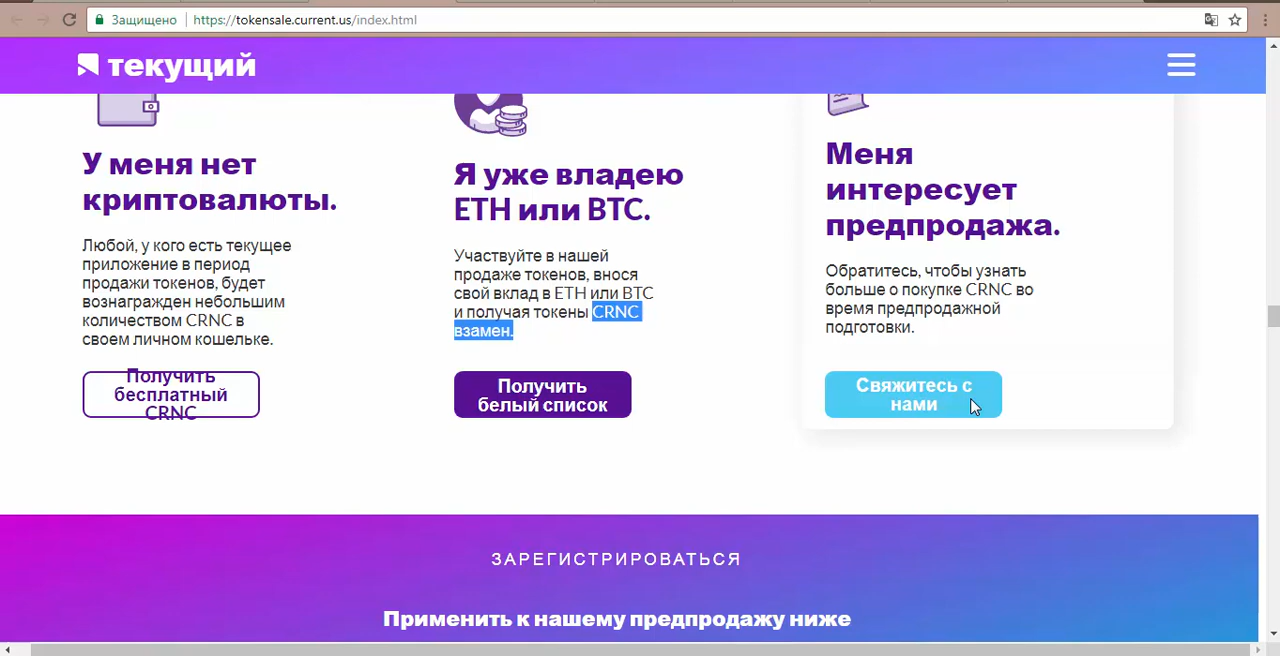 Защищено https://tokensale.current.us/index.html
текущий
У меня нет
криптовалюты.
Любой, у кого есть текущее
приложение в период
продажи токенов, будет
вознагражден небольшим
количеством CRNC в
своем личном кошельке.
Получить
бесплатный
CRNC
Я уже владею
ETH или BTC.
Участвуйте в нашей
продаже токенов, внося
свой вклад в ETH или BTC
и получая токены CRNC
взамен.
Получить
белый список
Меня
интересует
предпродажа.
Обратитесь, чтобы узнать
больше о покупке CRNC во
время предпродажной
подготовки.
Свяжитесь с
нами
ЗАРЕГИСТРИРОВАТЬСЯ
Применить к нашему предпродажу ниже